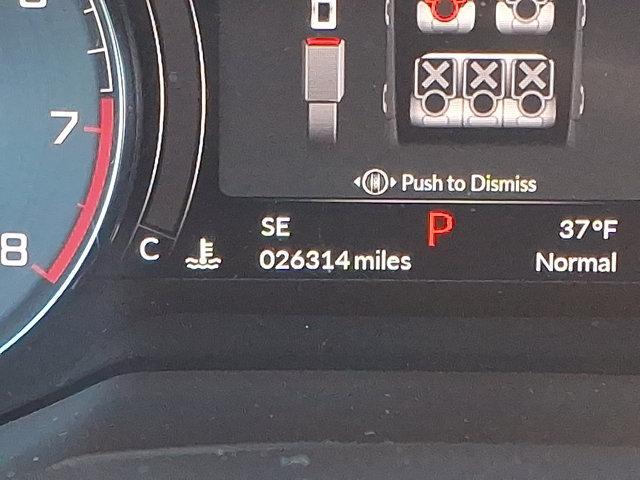 7
8
Push to Dismiss
SE P 37°F
C 026314 miles Normal